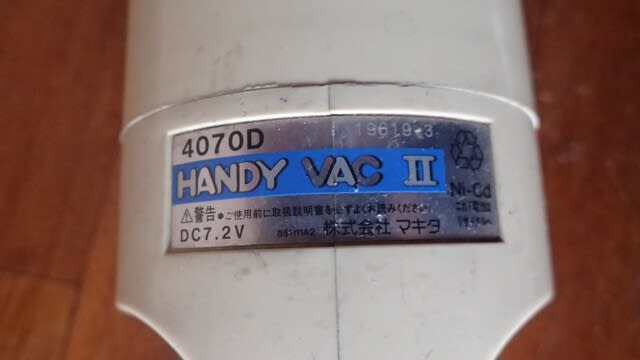 4070D
19619 3
HANDY VAC II
Ni-Cd
⚠警告 ●ご使用前に取扱説明書を必ずよくお読みください
DC7.2V
株式会社 マキタ